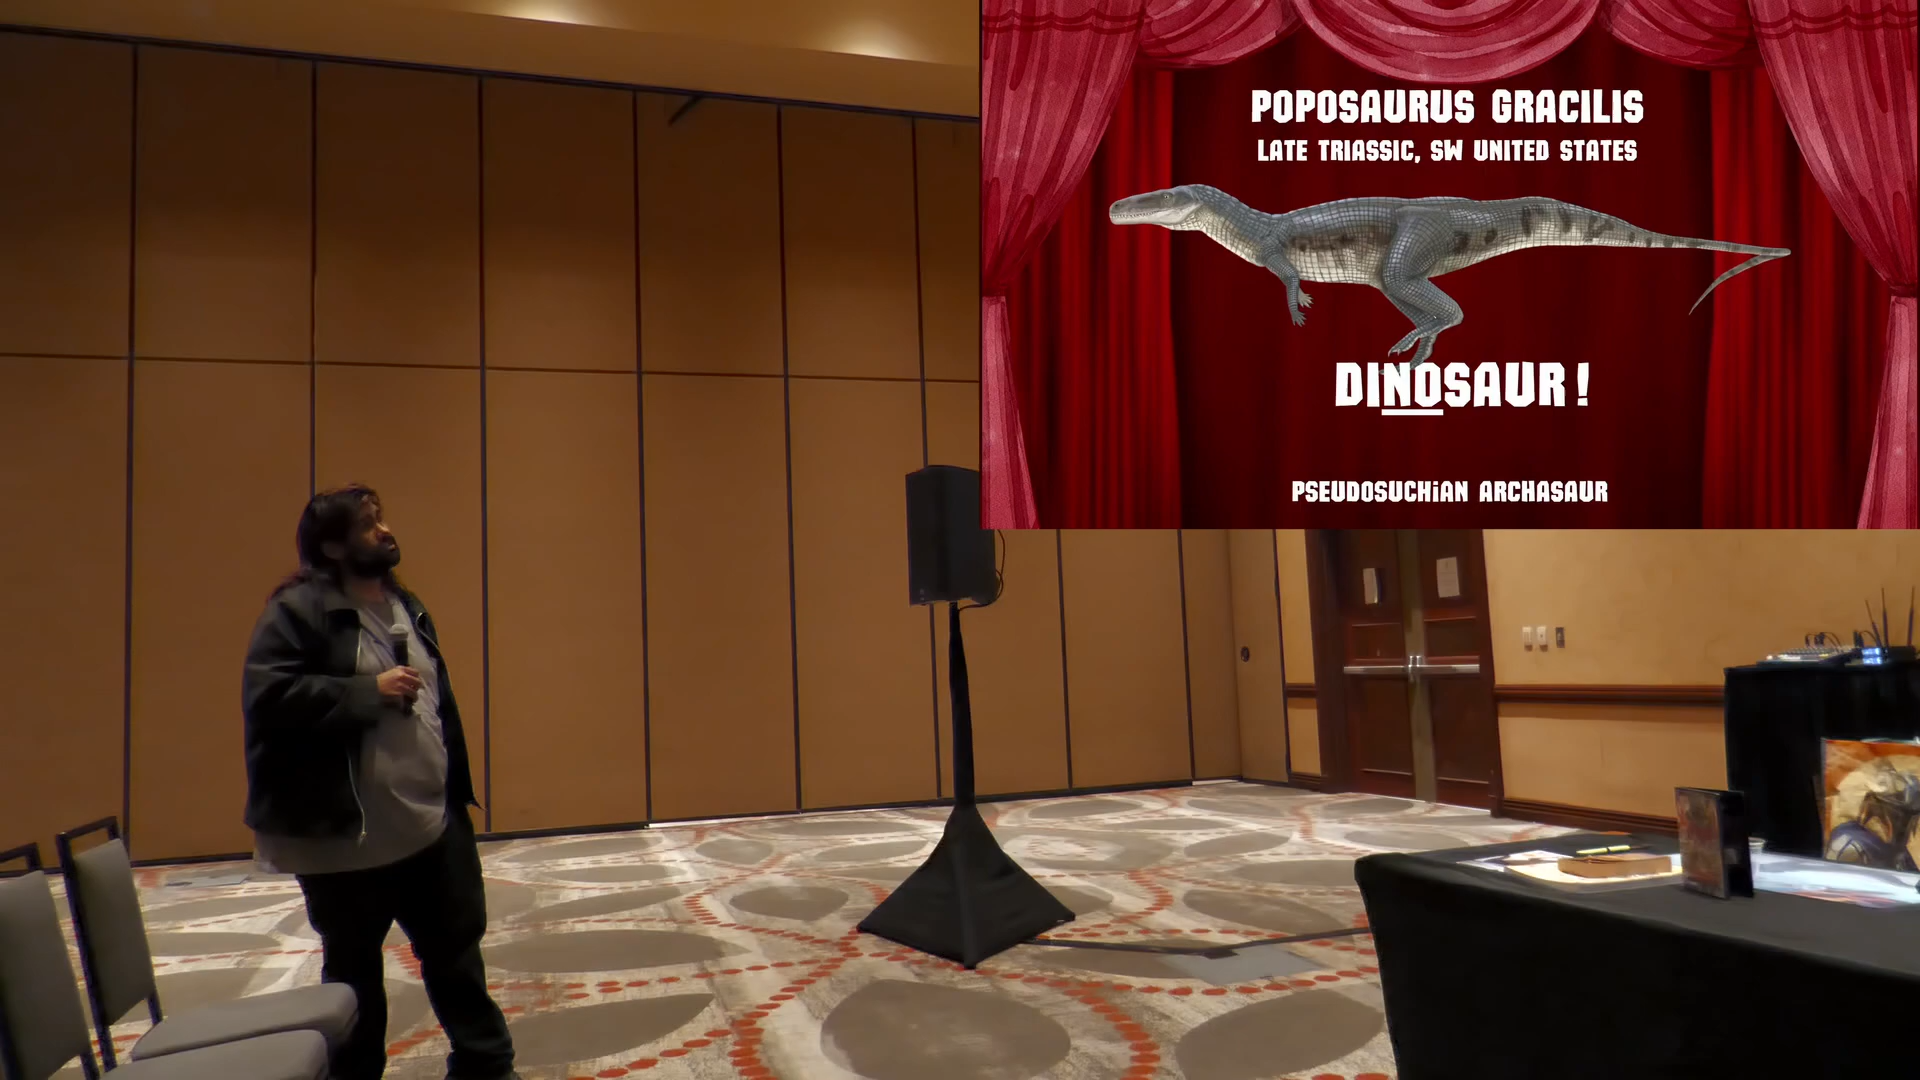 POPOSAURUS GRACILIS
LATE TRIASSIC, SW UNITED STATES
DINOSAUR!
PSEUDOSUCHiAN ARCHASAUR